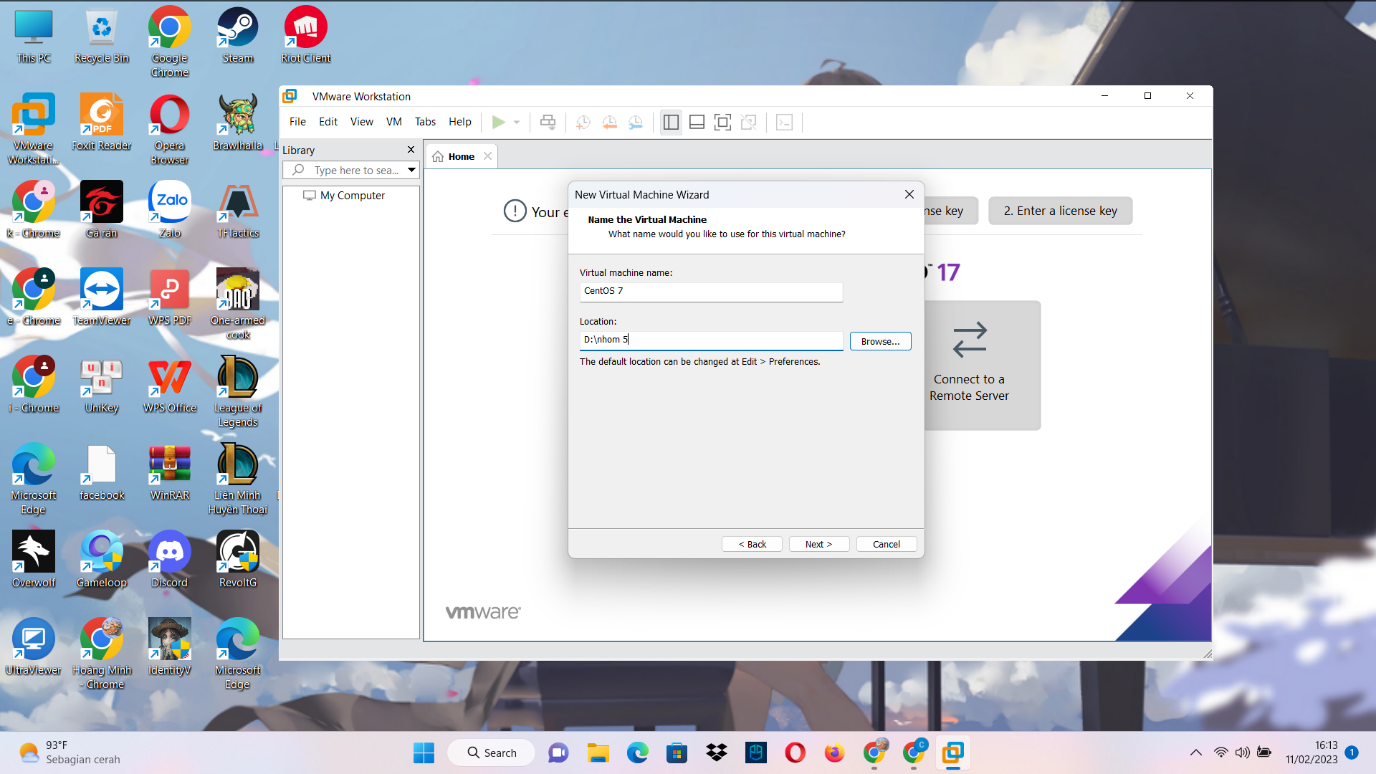 This PC
Recycle Bin
Google
Chrome
Steam
Riot Client
VMware
Workstati...
Foxit Reader
Opera
Browser
Brawlhalla
k - Chrome
Gà rán
Zalo
Zalo
TFTactics
e - Chrome
TeamViewer
WPS PDF
One-armed
cook
i - Chrome
UniKey
WPS Office
League of
Legends
Microsoft
Edge
facebook
WinRAR
Liên Minh
Huyền Thoại
Overwolf
Gameloop
Discord
RevoltG
UltraViewer
Hoàng Minh
- Chrome
IdentityV
Microsoft
Edge
VMware Workstation
File Edit View VM Tabs Help
Library
Type here to sea...
My Computer
Home
Your e
nse key
2. Enter a license key
17
Connect to a
Remote Server
New Virtual Machine Wizard
Name the Virtual Machine
What name would you like to use for this virtual machine?
Virtual machine name:
CentOS 7
Location:
D:\nhom 5
Browse...
The default location can be changed at Edit > Preferences.
< Back
Next >
Cancel
vmware
93°F
Sebagian cerah
Search
16:13
11/02/2023
1